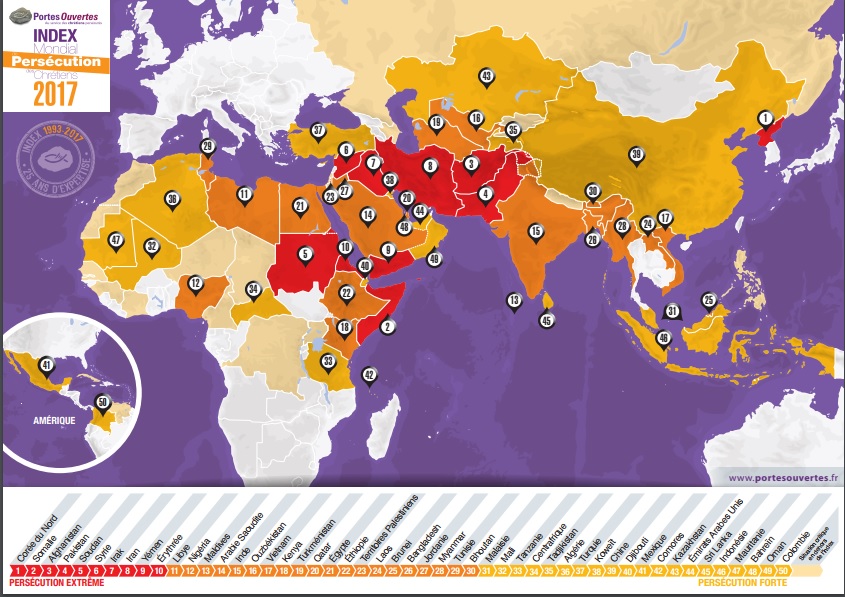 PortesOuvertes
au service des chrétiens persécutés
INDEX
Mondial
de Persécution
des Chrétiens
2017
INDEX 1993-2017
25 ANS D'EXPERTISE
43
1
37
19
16
35
29
6
7
8
3
39
38
4
36
11
21
23
27
20
30
44
14
47
32
48
15
28
24
17
5
10
9
49
26
40
12
34
22
13
31
25
45
18
2
46
33
42
41
50
AMÉRIQUE
www.portesouvertes.fr
Corée du Nord
Somalie
Afghanistan
Pakistan
Soudan
Syrie
Irak
Iran
Yemen
Érythrée
Libye
Nigéria
Maldives
Arabie Saoudite
Inde
Ouzbékistan
Vietnam
Kenya
Turkménistan
Qatar
Égypte
Ethiopie
Territoires Palestiniens
Laos
Brunei
Bangladesh
Jordanie
Myanmar
Tunisie
Bhoutan
Malaisie
Mali
Tanzanie
Centrafrique
Tadjikistan
Algérie
Turquie
Koweït
Chine
Djibouti
Mexique
Comores
Kazakhstan
Emirats Arabes Unis
Sri Lanka
Indonésie
Mauritanie
Bahreïn
Oman
Colombie
1 2 3 4 5 6 7 8 9 10 11 12 13 14 15 16 17 18 19 20 21 22 23 24 25 26 27 28 29 30 31 32 33 34 35 36 37 38 39 40 41 42 43 44 45 46 47 48 49 50
PERSÉCUTION EXTRÊME
PERSÉCUTION FORTE